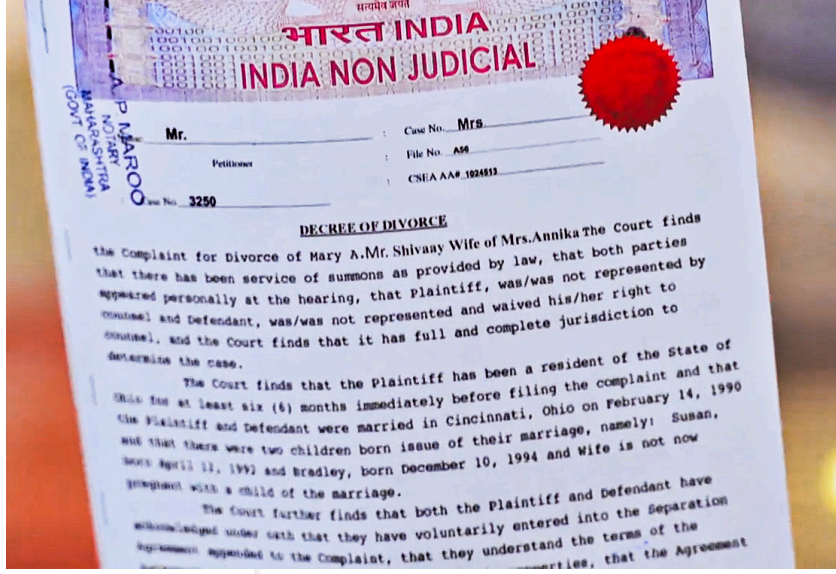 सत्यमेव जयते
भारत INDIA
INDIA NON JUDICIAL
A P MAROO
NOTARY
MAHARASHTRA
(GOVT OF INDIA)
Mr. : Case No. Mrs.
Petitioner : File No. A56
: CSEA AA# 1024513
Case No. 3250
DECREE OF DIVORCE
the Complaint for Divorce of Mary A.Mr. Shivaay Wife of Mrs.Annika The Court finds
that there has been service of summons as provided by law, that both parties
appeared personally at the hearing, that Plaintiff, was/was not represented by
counsel and Defendant, was/was not represented and waived his/her right to
counsel, and the Court finds that it has full and complete jurisdiction to
determine the case.
The Court finds that the Plaintiff has been a resident of the State of
Ohio for at least six (6) months immediately before filing the complaint and that
the Plaintiff and Defendant were married in Cincinnati, Ohio on February 14, 1990
and that there were two children born issue of their marriage, namely: Susan,
born April 1992 and Bradley, born December 10, 1994 and Wife is not now
pregnant with a child of the marriage.
The Court further finds that both the Plaintiff and Defendant have
acknowledged under oath that they have voluntarily entered into the Separation
Agreement appended to the Complaint, that they understand the terms of the
that the Agreement